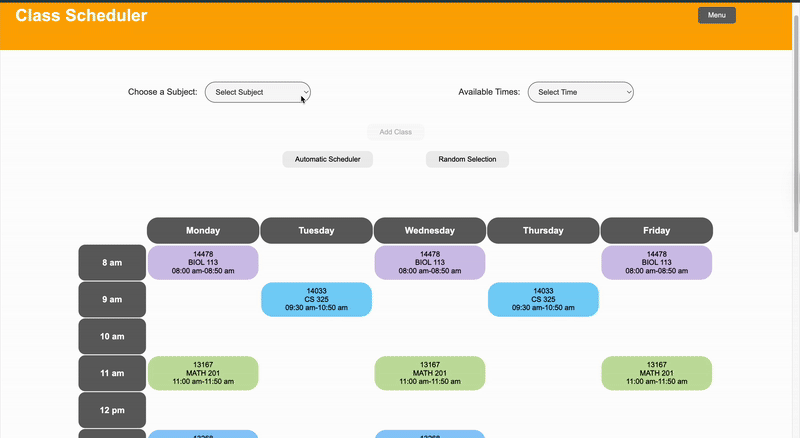 Class Scheduler
Menu
Choose a Subject: Select Subject
Available Times: Select Time
Add Class
Automatic Scheduler
Random Selection
Monday Tuesday Wednesday Thursday Friday
8 am
14478
BIOL 113
08:00 am-08:50 am
14478
BIOL 113
08:00 am-08:50 am
14478
BIOL 113
08:00 am-08:50 am
9 am
14033
CS 325
09:30 am-10:50 am
14033
CS 325
09:30 am-10:50 am
10 am
11 am
13167
MATH 201
11:00 am-11:50 am
13167
MATH 201
11:00 am-11:50 am
13167
MATH 201
11:00 am-11:50 am
12 pm